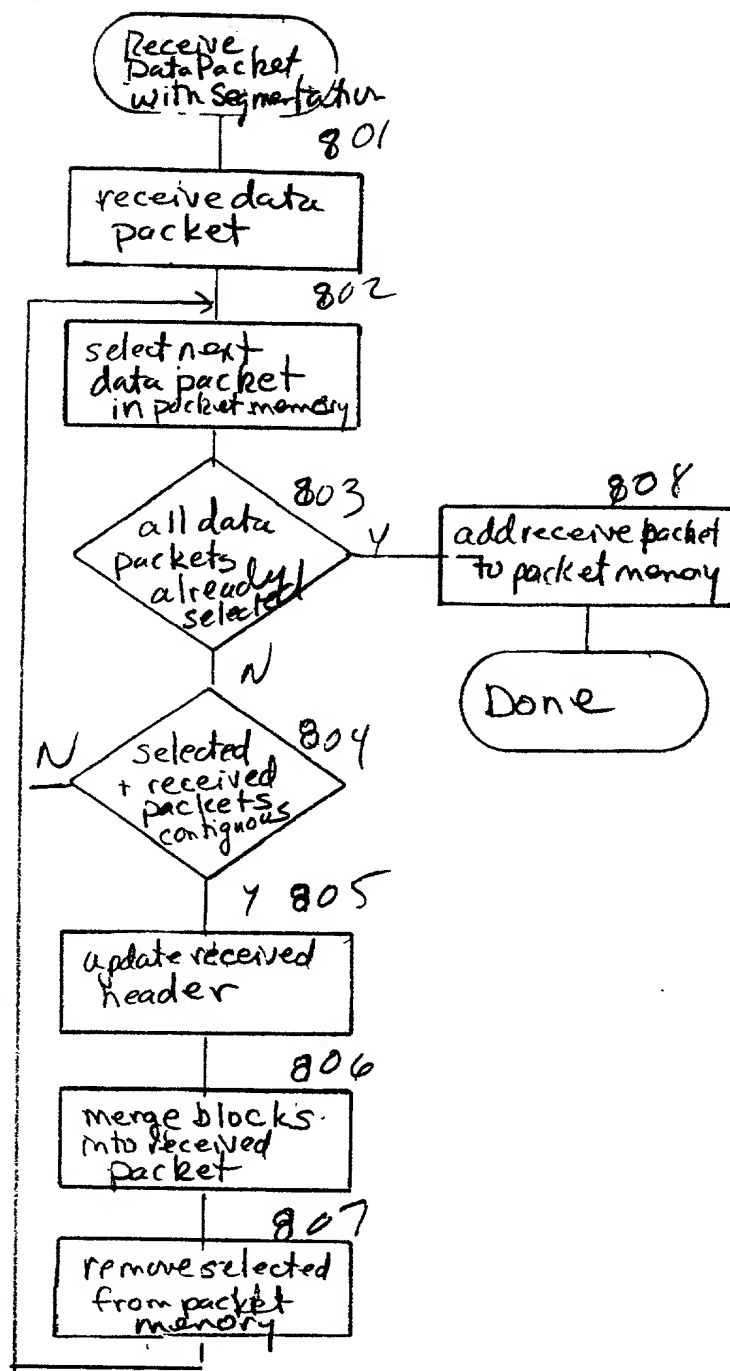 Receive
Data Packet
with Segmentation
801
receive data
packet
802
select next
data packet
in packet memory
803
all data
packets
already
selected
Y
808
add receive packet
to packet memory
Done
N
804
selected
+ received
packets
contiguous
N
Y 805
update received
header
806
merge blocks
into received
packet
807
remove selected
from packet
memory